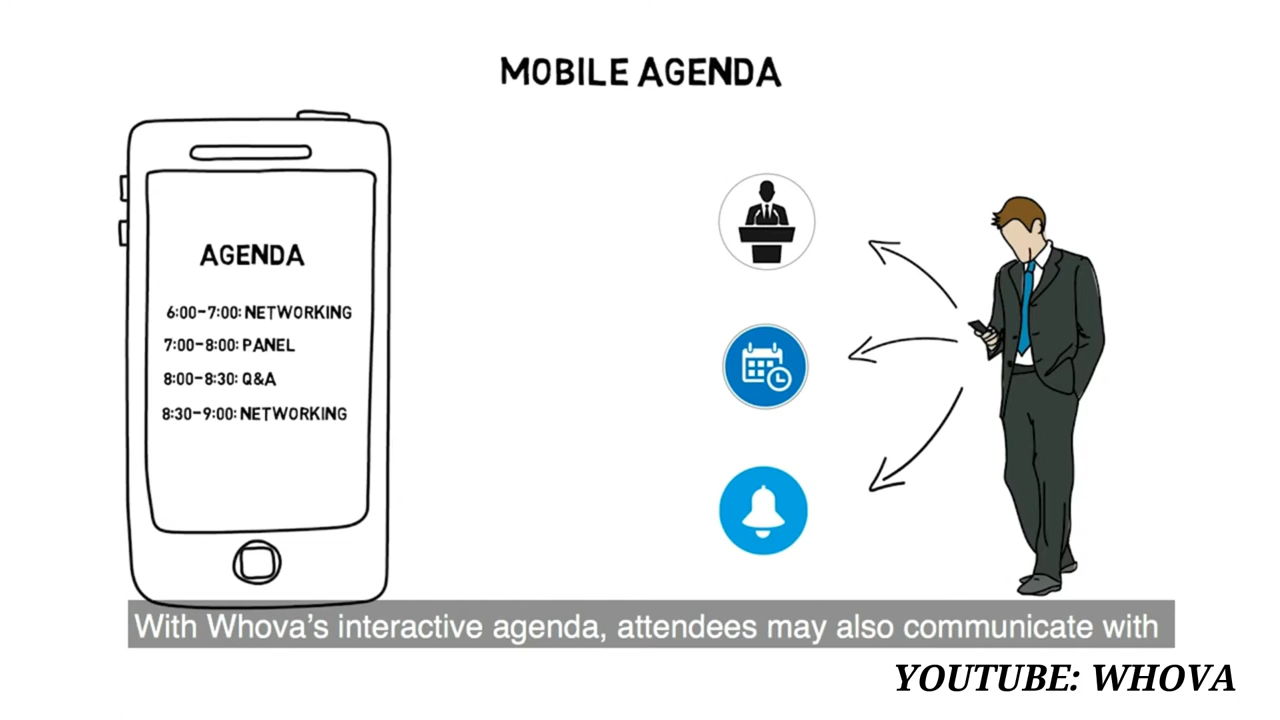 MOBILE AGENDA
AGENDA
6:00-7:00: NETWORKING
7:00-8:00: PANEL
8:00-8:30: Q&A
8:30-9:00: NETWORKING
With Whova's interactive agenda, attendees may also communicate with
YOUTUBE: WHOVA